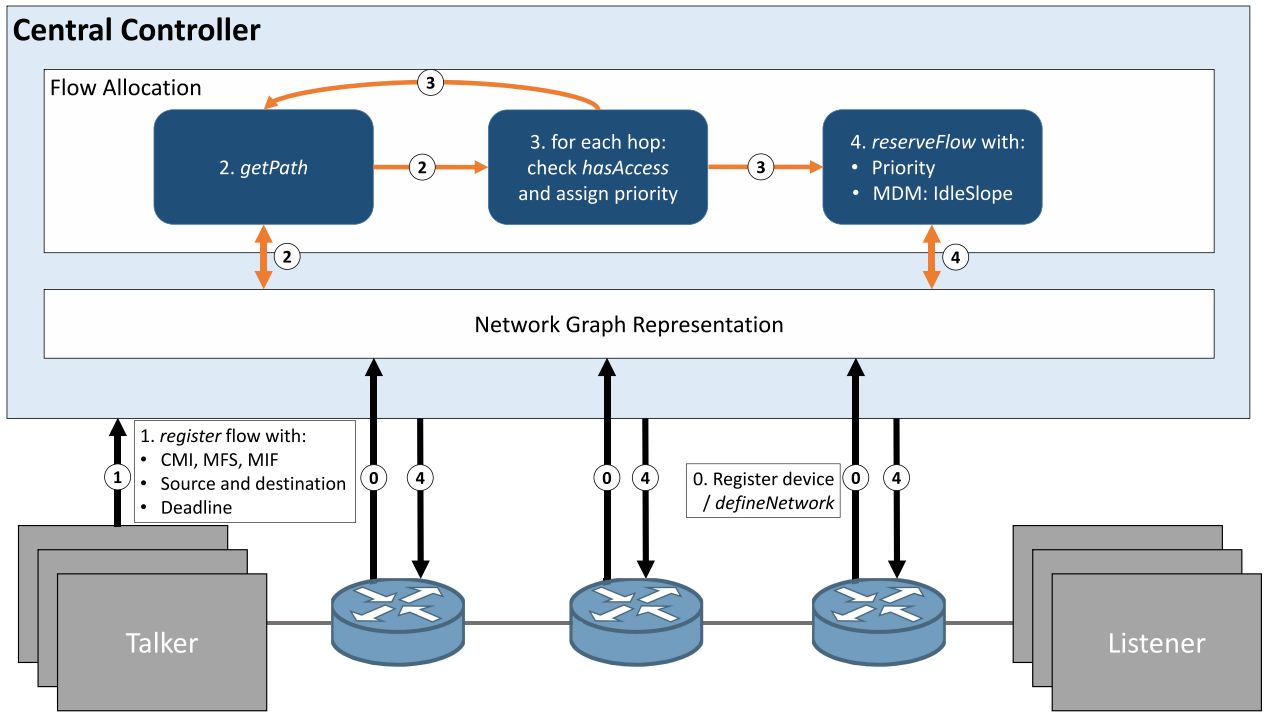 Central Controller
Flow Allocation
3
2. getPath
2
3. for each hop:
check hasAccess
and assign priority
3
4. reserveFlow with:
• Priority
• MDM: IdleSlope
2
4
Network Graph Representation
1. register flow with:
• CMI, MFS, MIF
• Source and destination
• Deadline
1
0
4
0
4
0. Register device
/ defineNetwork
0
4
Talker
Listener